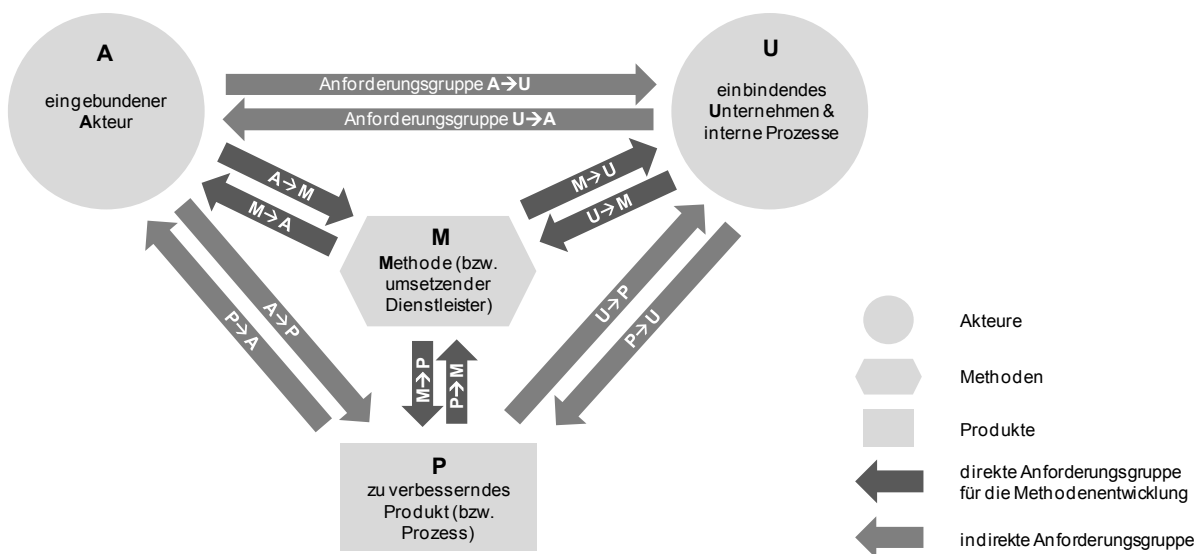 A
eingebundener
Akteur
Anforderungsgruppe A→U
Anforderungsgruppe U→A
U
einbindendes
Unternehmen &
interne Prozesse
A→M
M→A
M→U
U→M
M
Methode (bzw.
umsetzender
Dienstleister)
P→A
A→P
U→P
P→U
M→P
P→M
P
zu verbesserndes
Produkt (bzw.
Prozess)
Akteure
Methoden
Produkte
direkte Anforderungsgruppe
für die Methodenentwicklung
indirekte Anforderungsgruppe